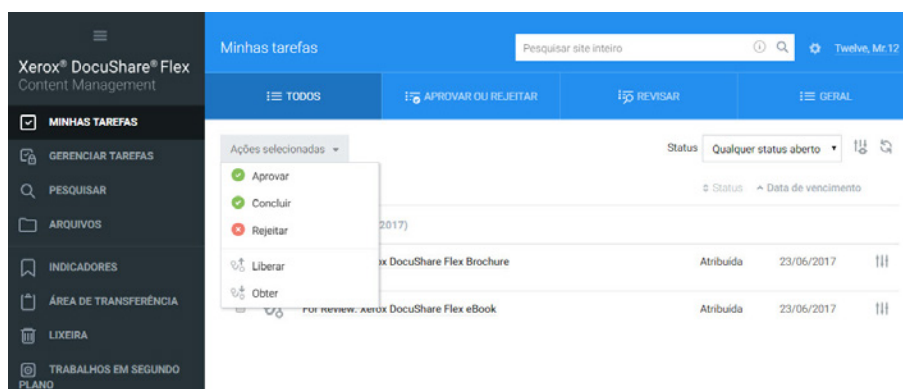 Xerox® DocuShare® Flex
Content Management
MINHAS TAREFAS
GERENCIAR TAREFAS
PESQUISAR
ARQUIVOS
INDICADORES
ÁREA DE TRANSFERÊNCIA
LIXEIRA
TRABALHOS EM SEGUNDO
PLANO
Minhas tarefas
Pesquisar site inteiro
Twelve, Mr.12
TODOS
APROVAR OU REJEITAR
REVISAR
GERAL
Ações selecionadas
Status
Qualquer status aberto
Aprovar
Concluir
Rejeitar
Liberar
Obter
Status
Data de vencimento
2017)
DocuShare Flex Brochure
Atribuída
23/06/2017
For Review: Xerox DocuShare Flex eBook
Atribuída
23/06/2017